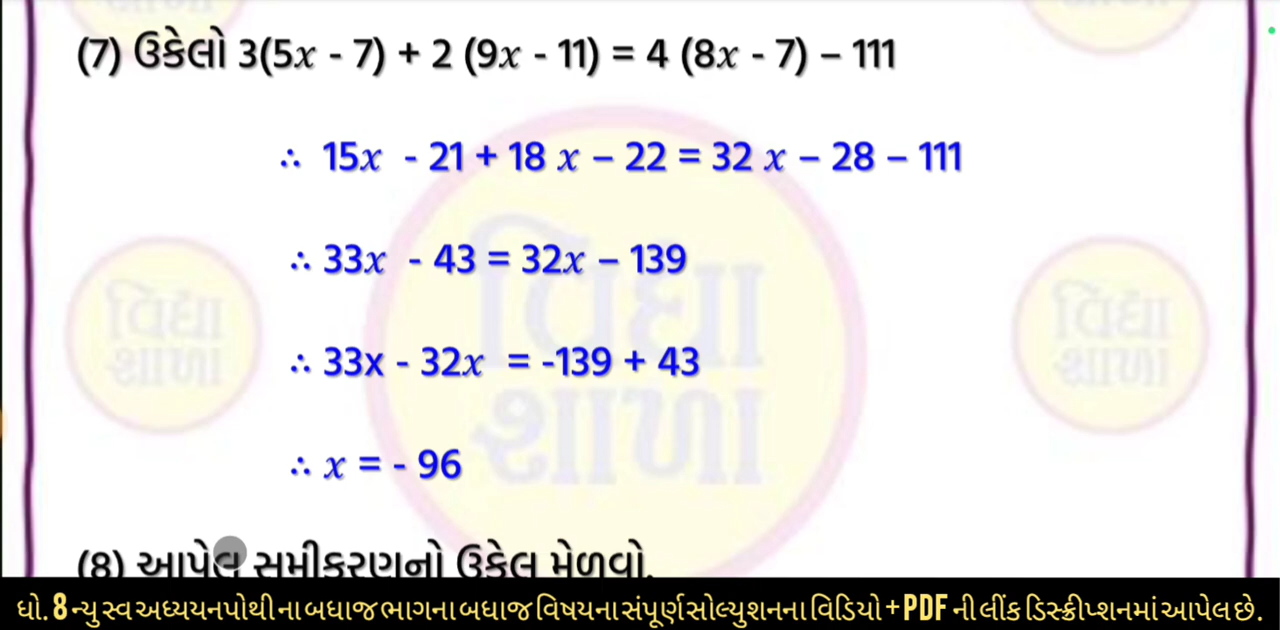 (7) ઉકેલો 3(5x - 7) + 2 (9x - 11) = 4 (8x - 7) – 111
∴ 15x - 21 + 18 x – 22 = 32 x – 28 – 111
∴ 33x - 43 = 32x – 139
∴ 33x - 32x = -139 + 43
∴ x = - 96
વિદ્યા
શાળા
વિદ્યા
શાળા
વિદ્યા
શાળા
(8) આપેલ સમીકરણનો ઉકેલ મેળવો.
ધો. 8 ન્યુ સ્વ અધ્યયનપોથી ના બધાજ ભાગના બધાજ વિષયના સંપૂર્ણ સોલ્યુશનના વિડિયો + PDF ની લીંક ડિસ્ક્રીપ્શનમાં આપેલ છે.